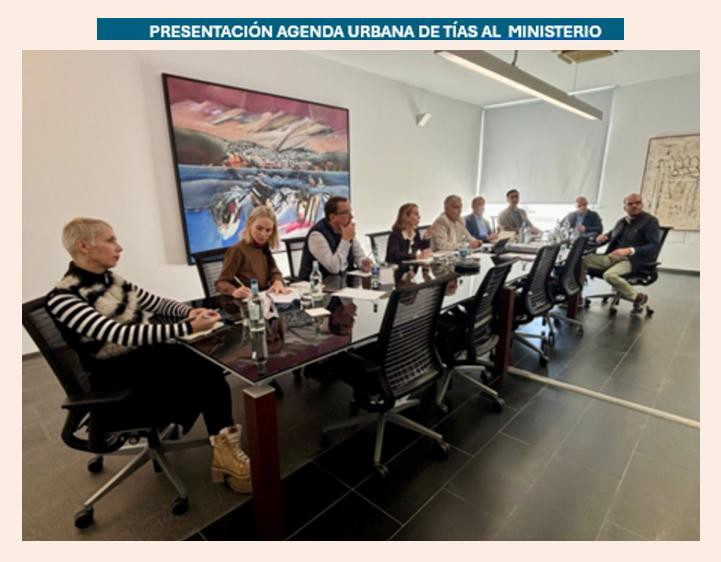 PRESENTACIÓN AGENDA URBANA DE TÍAS AL MINISTERIO